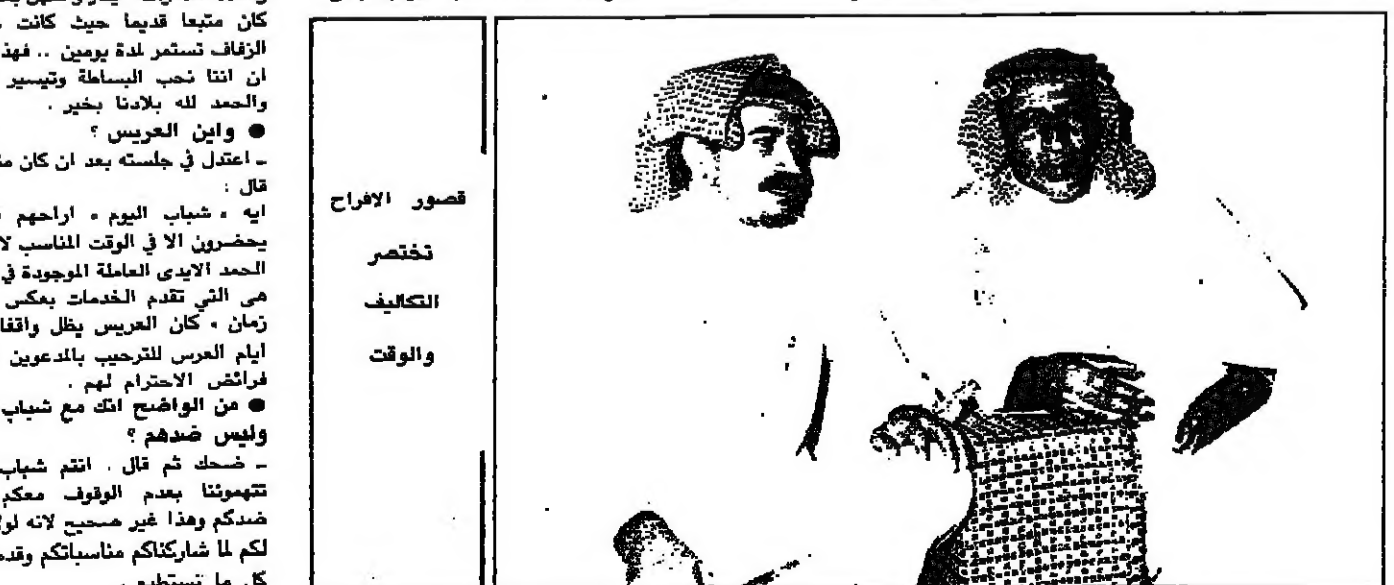 كان متبعا قديما حيث كانت
الزفاف تستمر لمدة يومين .. فهذ
ان اننا نحب البساطة وتيسير
والحمد لله بلادنا بخير .
● واين العريس ؟
ـ اعتدل في جلسته بعد ان كان
قال :
ايه « شباب اليوم » اراحهم
يحضرون الا في الوقت المناسب لا
الحمد الايدى العاملة الموجودة في
هى التي تقدم الخدمات بعكس
زمان » كان العريس يظل واقفا
ايام العرس للترحيب بالمدعوين
فرائض الاحترام لهم .
● من الواضح انك مع شباب
وليس ضدهم ؟
ـ ضحك ثم قال . انتم شباب
تتهموننا بعدم الوقوف معكم
ضدكم وهذا غير صحيح لانه لو
لكم لما شاركناكم مناسباتكم وقدم
كل ما نستطيع .
قصور الافراح
تختصر
التكاليف
والوقت